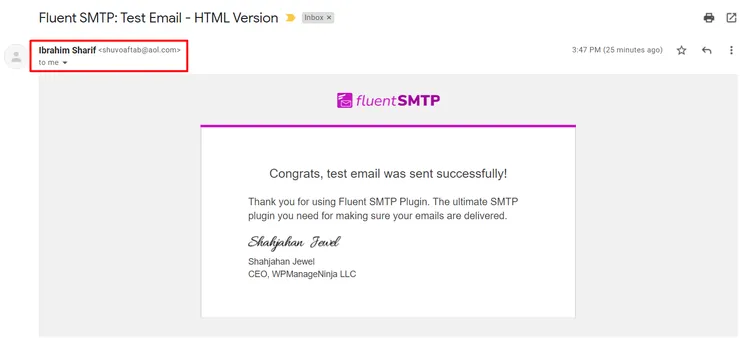 Fluent SMTP: Test Email - HTML Version
Inbox ×
Ibrahim Sharif <shuvoaftab@aol.com>
3:47 PM (25 minutes ago)
to me
fluentSMTP
Congrats, test email was sent successfully!
Thank you for using Fluent SMTP Plugin. The ultimate SMTP
plugin you need for making sure your emails are delivered.
Shahjahan Jewel
Shahjahan Jewel
CEO, WPManageNinja LLC